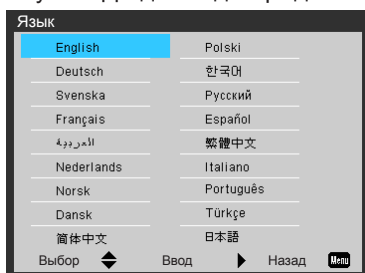 Язык
English Polski
Deutsch 한국어
Svenska Русский
Français Español
العربية 繁體中文
Nederlands Italiano
Norsk Português
Dansk Türkçe
简体中文 日本語
Выбор Ввод Назад Menu